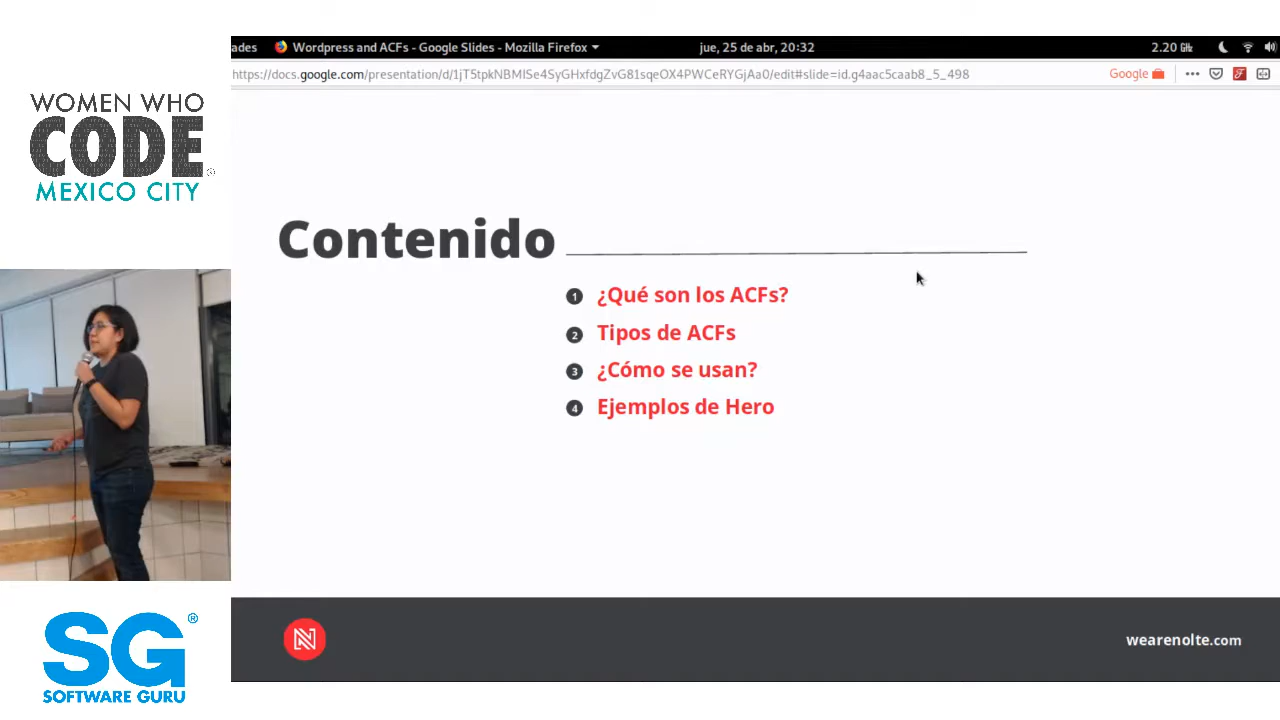 ades Wordpress and ACFs - Google Slides - Mozilla Firefox jue, 25 de abr, 20:32 2.20 GHz
https://docs.google.com/presentation/d/1jT5tpkNBMISe4SyGHxfdgZvG81sqeOX4PWCeRYGjAa0/edit#slide=id.g4aac5caab8_5_498 Google
WOMEN WHO
CODE
MEXICO CITY
Contenido
1 ¿Qué son los ACFs?
2 Tipos de ACFs
3 ¿Cómo se usan?
4 Ejemplos de Hero
SG®
SOFTWARE GURU
N
wearenolte.com